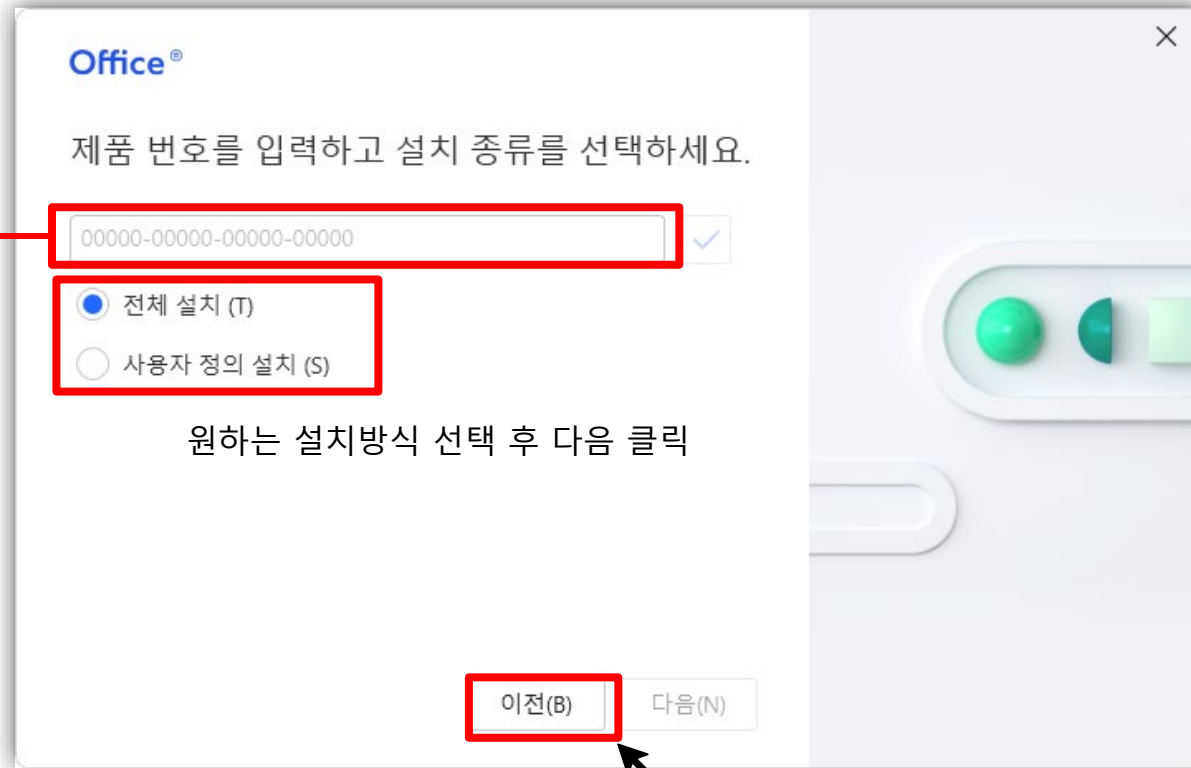 Office®
제품 번호를 입력하고 설치 종류를 선택하세요.
00000-00000-00000-00000
전체 설치 (T)
사용자 정의 설치 (S)
원하는 설치방식 선택 후 다음 클릭
이전(B) 다음(N)